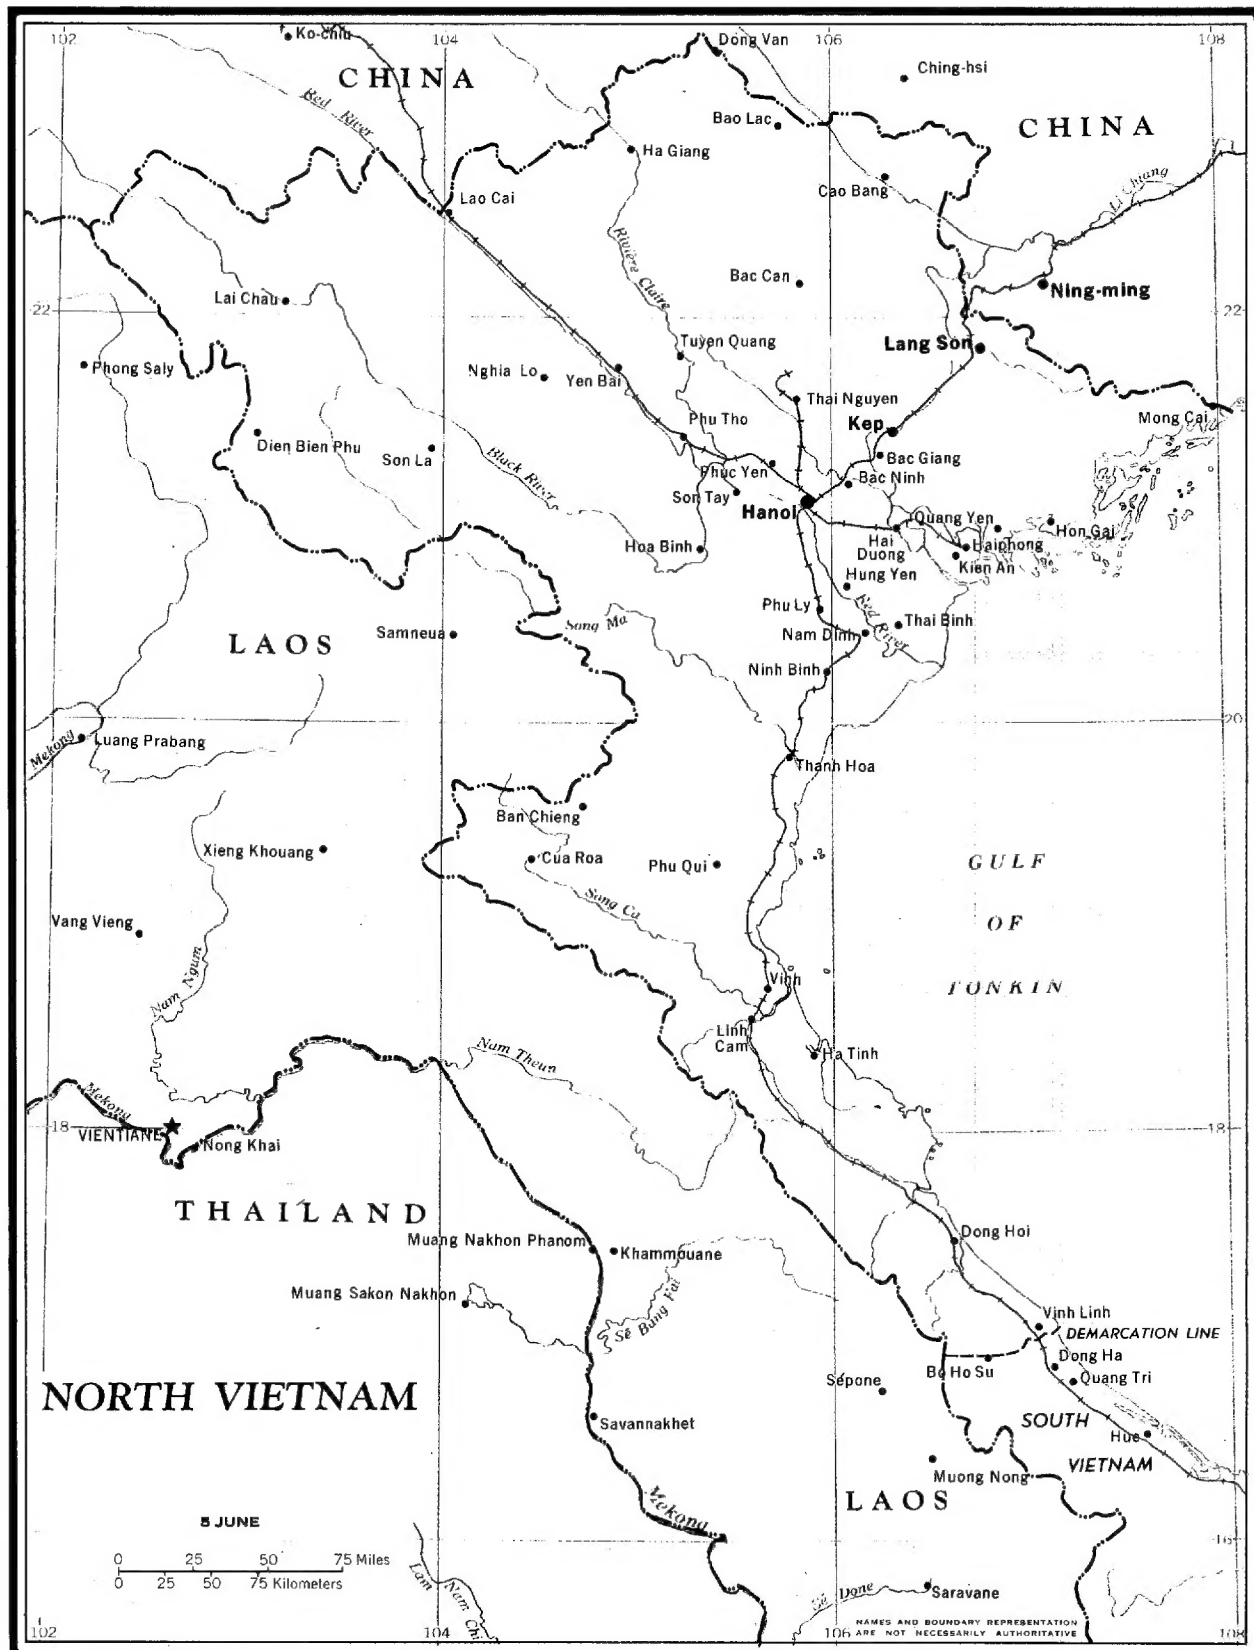 102
104
106
108
Ko-chiu
Dong Van
CHINA
Ching-hsi
Red River
Bao Lac
CHINA
Ha Giang
Cao Bang
Li Chiang
Lao Cai
Rivière Claire
Bac Can
Lai Chau
Ning-ming
22
22
Lang Son
Tuyen Quang
Phong Saly
Nghia Lo
Yen Bai
Thai Nguyen
Mong Cai
Phu Tho
Kep
Dien Bien Phu
Son La
Black River
Bac Giang
Phuc Yen
Bac Ninh
Son Tay
Hanoi
Quang Yen
Hon Gai
Hai
Duong
Haiphong
Hoa Binh
Kien An
Hung Yen
Phu Ly
Red River
Song Ma
Thai Binh
Samneua
Nam Dinh
LAOS
Ninh Binh
20
Mekong
Luang Prabang
Thanh Hoa
Ban Chieng
Xieng Khouang
Cua Roa
Phu Qui
GULF
OF
TONKIN
Song Ca
Vang Vieng
Nam Ngum
Vinh
Linh
Cam
Nam Theun
Ha Tinh
Mekong
18
VIENTIANE
18
Nong Khai
THAILAND
Dong Hoi
Muang Nakhon Phanom
Khammouane
Muang Sakon Nakhon
Sé Bang Fai
Vinh Linh
DEMARCATION LINE
Dong Ha
Bo Ho Su
Quang Tri
Sépone
NORTH VIETNAM
Savannakhet
SOUTH
VIETNAM
Hue
Muong Nong
Mekong
LAOS
5 JUNE
16
0 25 50 75 Miles
0 25 50 75 Kilometers
Lam Nam Chi
Sé Done
Saravane
NAMES AND BOUNDARY REPRESENTATION
ARE NOT NECESSARILY AUTHORITATIVE
102
104
106
108